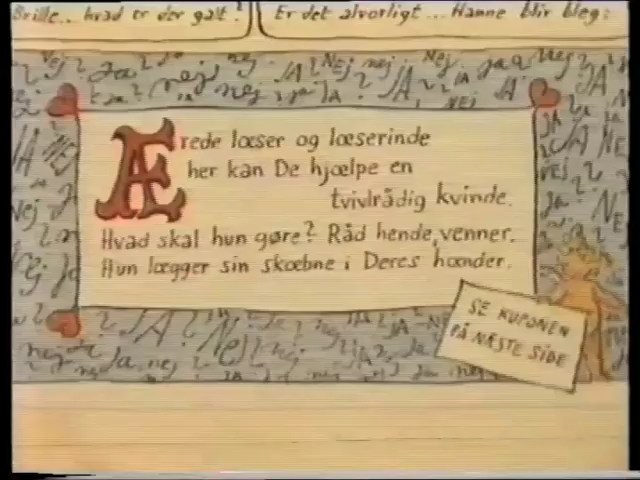 Brille... hvad er der galt?
Er det alvorligt... Hanne blir bleg:
Ærede læser og læserinde
her kan De hjælpe en
tvivlrådig kvinde.
Hvad skal hun gøre? Råd hende, venner.
Hun lægger sin skæbne i Deres hænder.
SE KUPONEN
PÅ NÆSTE SIDE